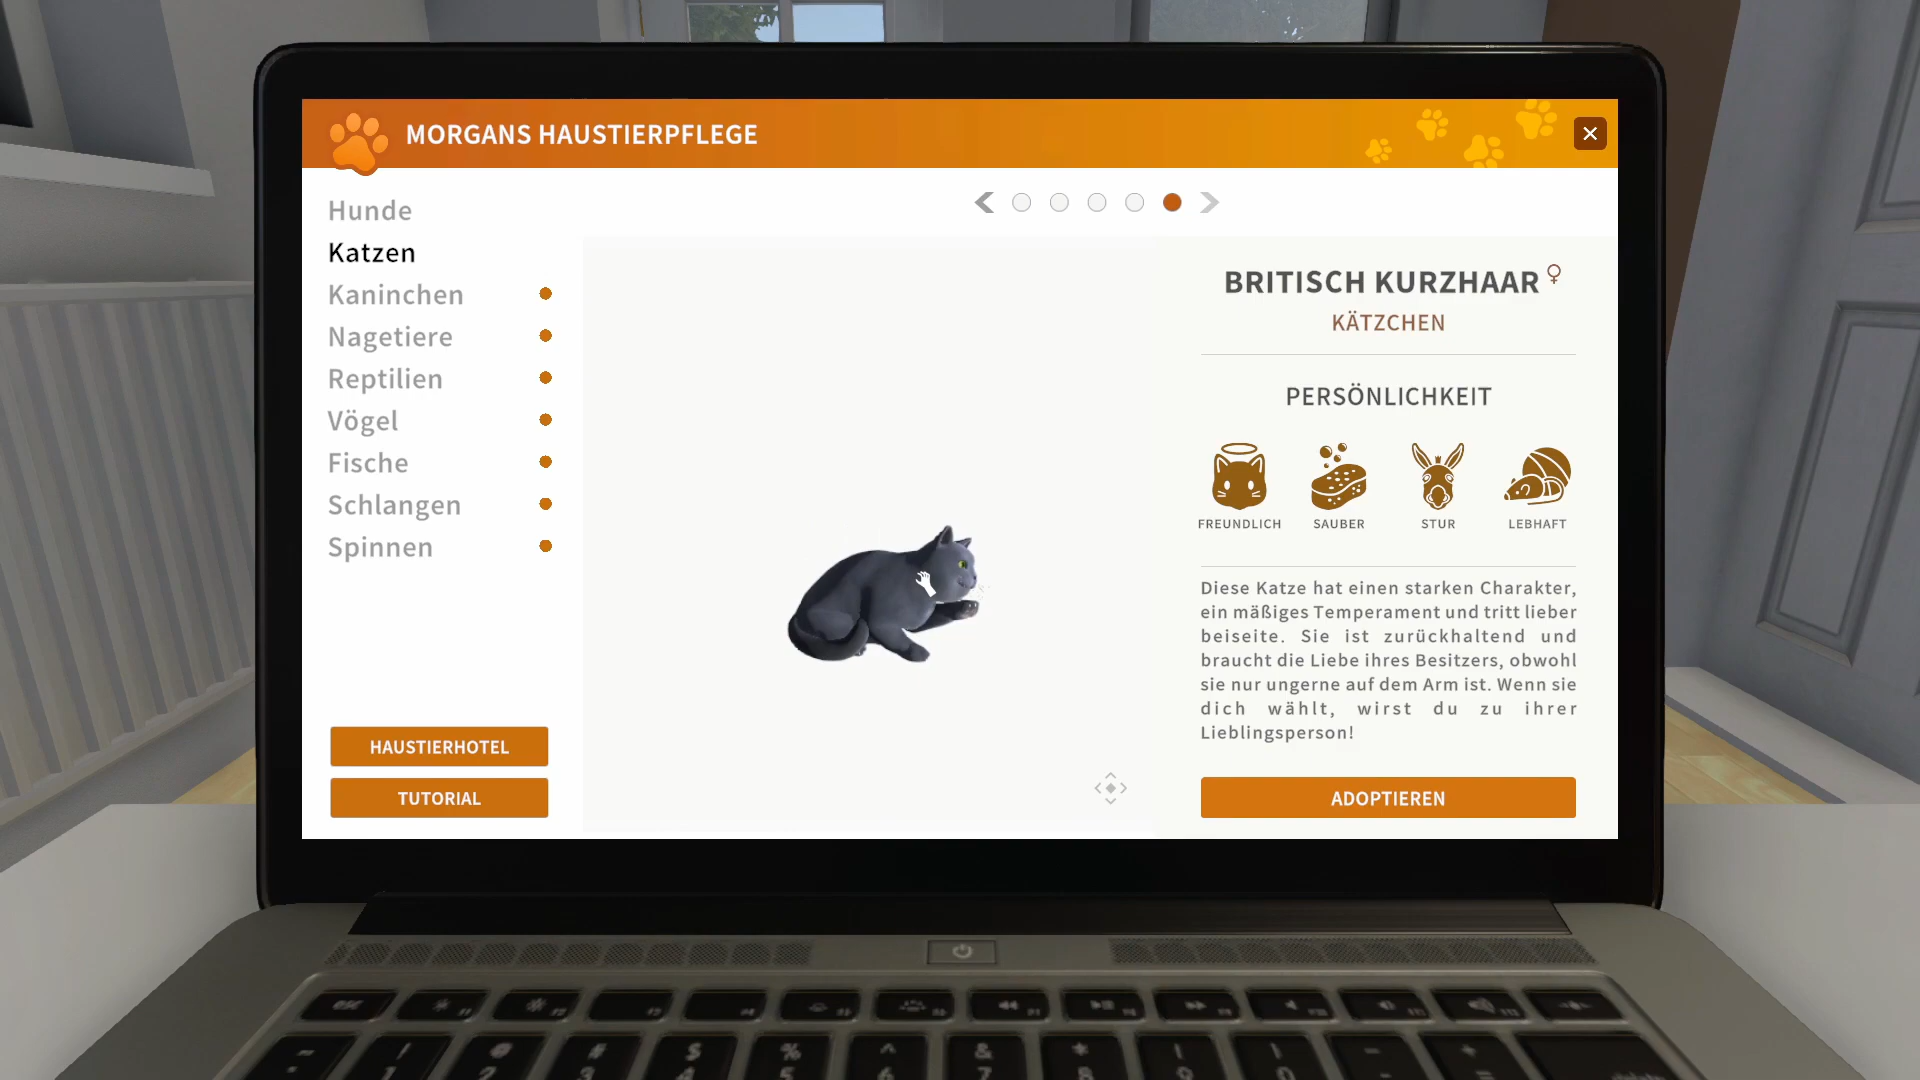 MORGANS HAUSTIERPFLEGE
Hunde
Katzen
Kaninchen
Nagetiere
Reptilien
Vögel
Fische
Schlangen
Spinnen
HAUSTIERHOTEL
TUTORIAL
BRITISCH KURZHAAR ♀
KÄTZCHEN
PERSÖNLICHKEIT
FREUNDLICH
SAUBER
STUR
LEBHAFT
Diese Katze hat einen starken Charakter,
ein mäßiges Temperament und tritt lieber
beiseite. Sie ist zurückhaltend und
braucht die Liebe ihres Besitzers, obwohl
sie nur ungerne auf dem Arm ist. Wenn sie
dich wählt, wirst du zu ihrer
Lieblingsperson!
ADOPTIEREN
esc